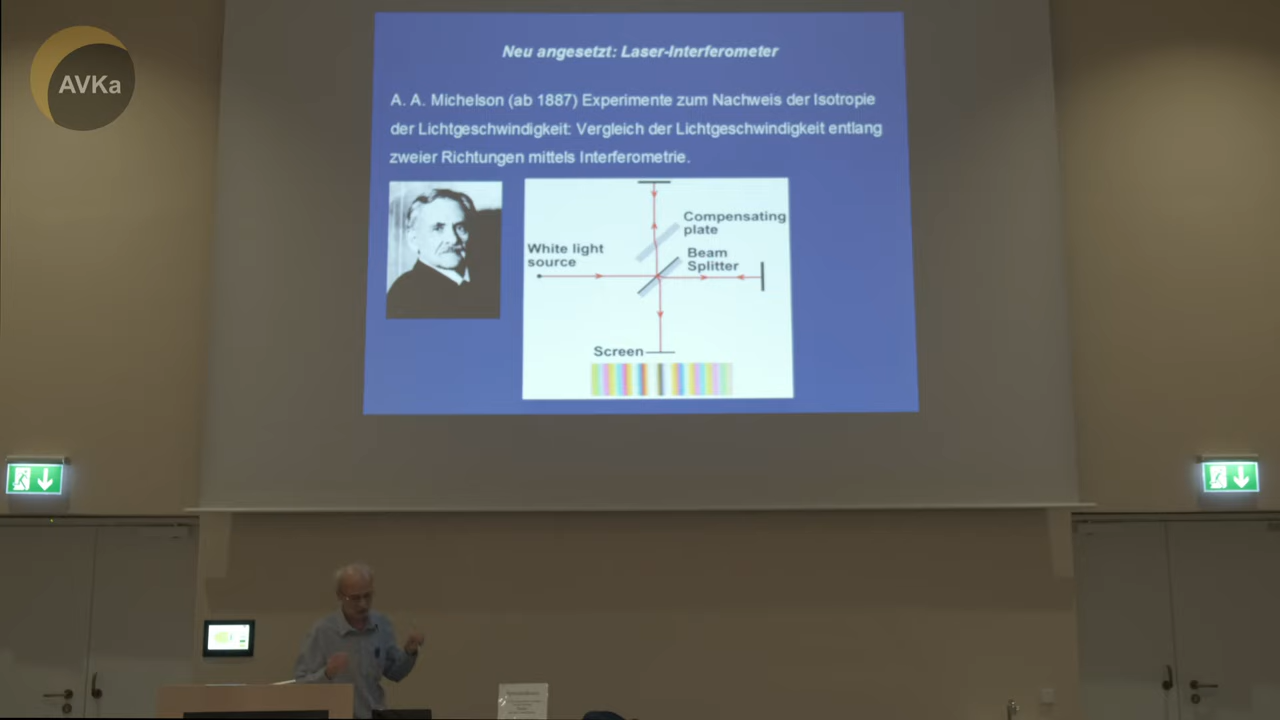 AVKa
Neu angesetzt: Laser-Interferometer
A. A. Michelson (ab 1887) Experimente zum Nachweis der Isotropie
der Lichtgeschwindigkeit: Vergleich der Lichtgeschwindigkeit entlang
zweier Richtungen mittels Interferometrie.
Compensating
plate
White light
source
Beam
Splitter
Screen